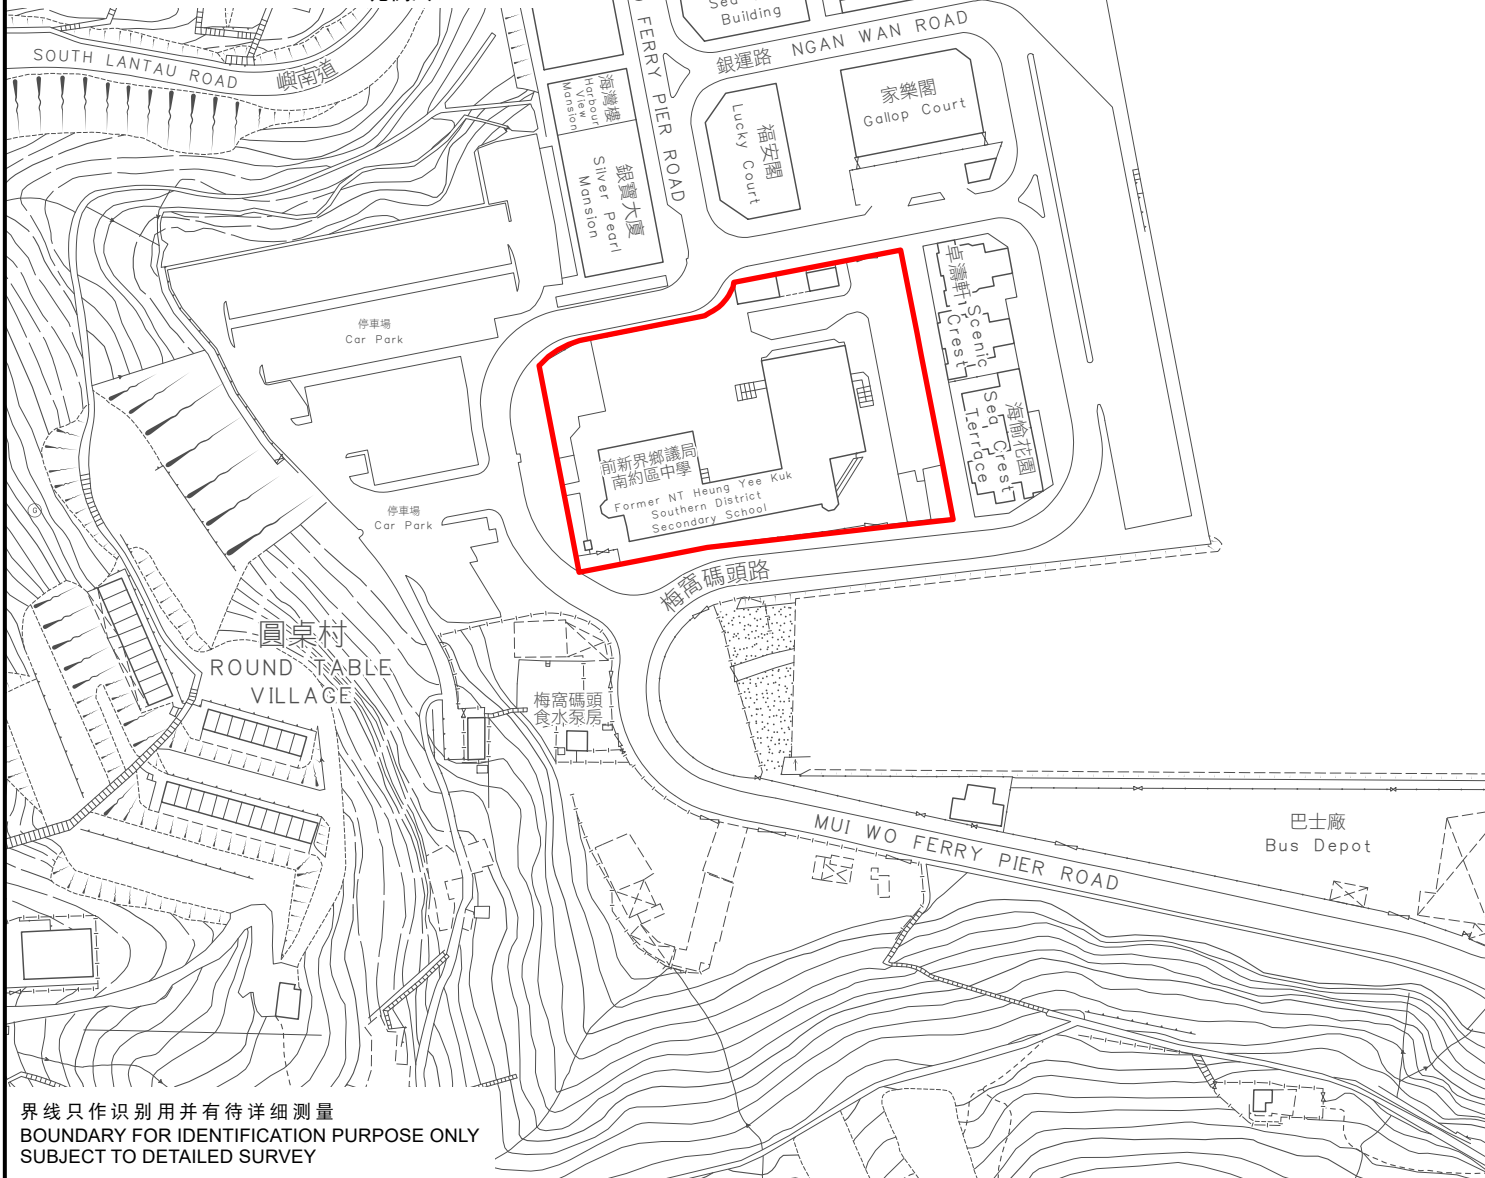 Building
銀運路 NGAN WAN ROAD
SOUTH LANTAU ROAD 嶼南道
FERRY PIER ROAD
海灣樓
Harbour
View
Mansion
銀寶大廈
Silver Pearl
Mansion
福安閣
Lucky Court
家樂閣
Gallop Court
卓濤軒
Scenic
Crest
海愉花園
Sea Crest
Terrace
停車場
Car Park
前新界鄉議局
南約區中學
Former NT Heung Yee Kuk
Southern District
Secondary School
停車場
Car Park
梅窩碼頭路
圓桌村
ROUND TABLE
VILLAGE
G
梅窩碼頭
食水泵房
MUI WO FERRY PIER ROAD
巴士廠
Bus Depot
界线只作识别用并有待详细测量
BOUNDARY FOR IDENTIFICATION PURPOSE ONLY
SUBJECT TO DETAILED SURVEY